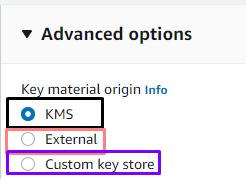 Advanced options
Key material origin Info
KMS
External
Custom key store